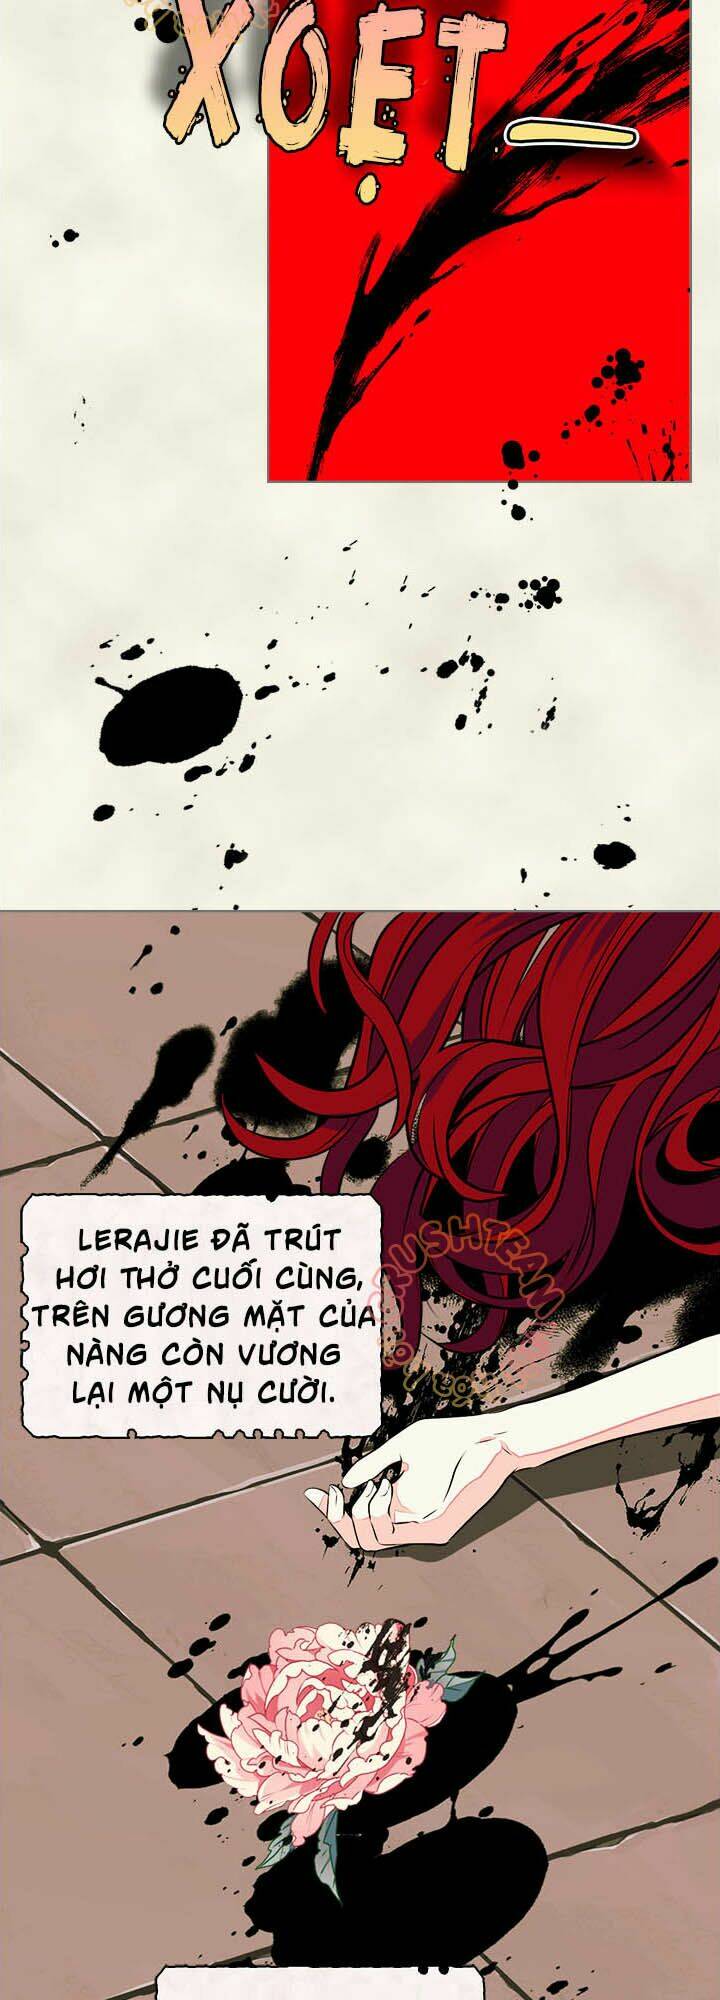 XOẸT
LERAJIE ĐÃ TRÚT
HƠI THỞ CUỐI CÙNG,
TRÊN GƯƠNG MẶT CỦA
NÀNG CÒN VƯƠNG
LẠI MỘT NỤ CƯỜI.
CRUSHTEAM